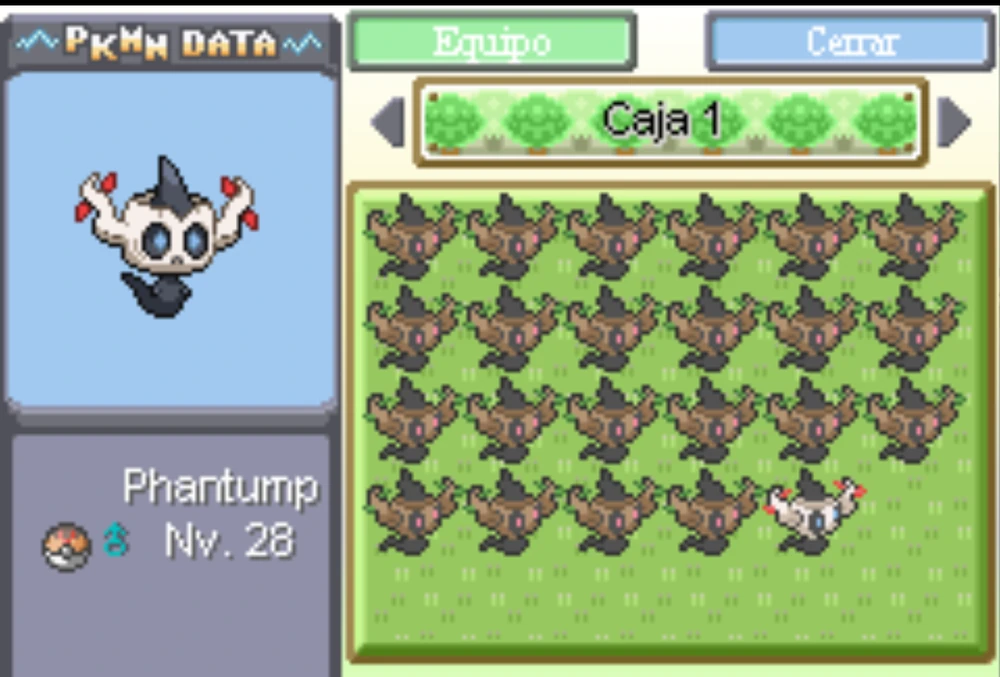 PKMN DATA
Equipo
Cerrar
Caja 1
Phantump
Nv. 28